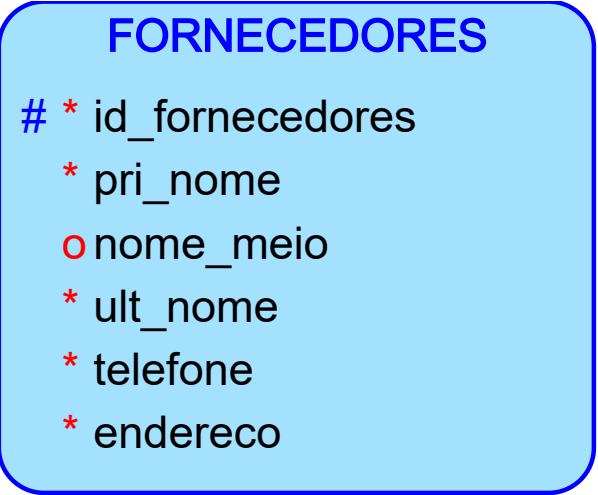 FORNECEDORES
# * id_fornecedores
* pri_nome
o nome_meio
* ult_nome
* telefone
* endereco